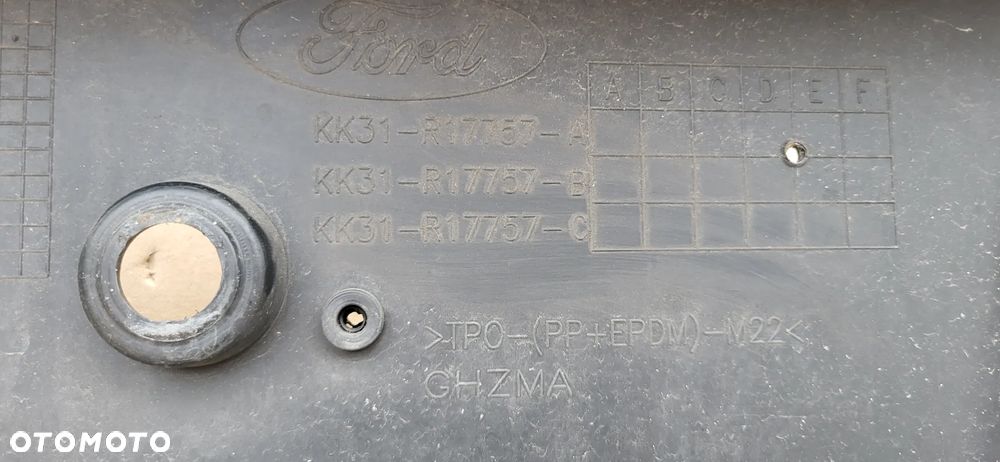 Ford
A B C D E F
KK31-R17757-A
KK31-R17757-B
KK31-R17757-C
>TPO-(PP+EPDM)-M22<
GHZMA
OTOMOTO